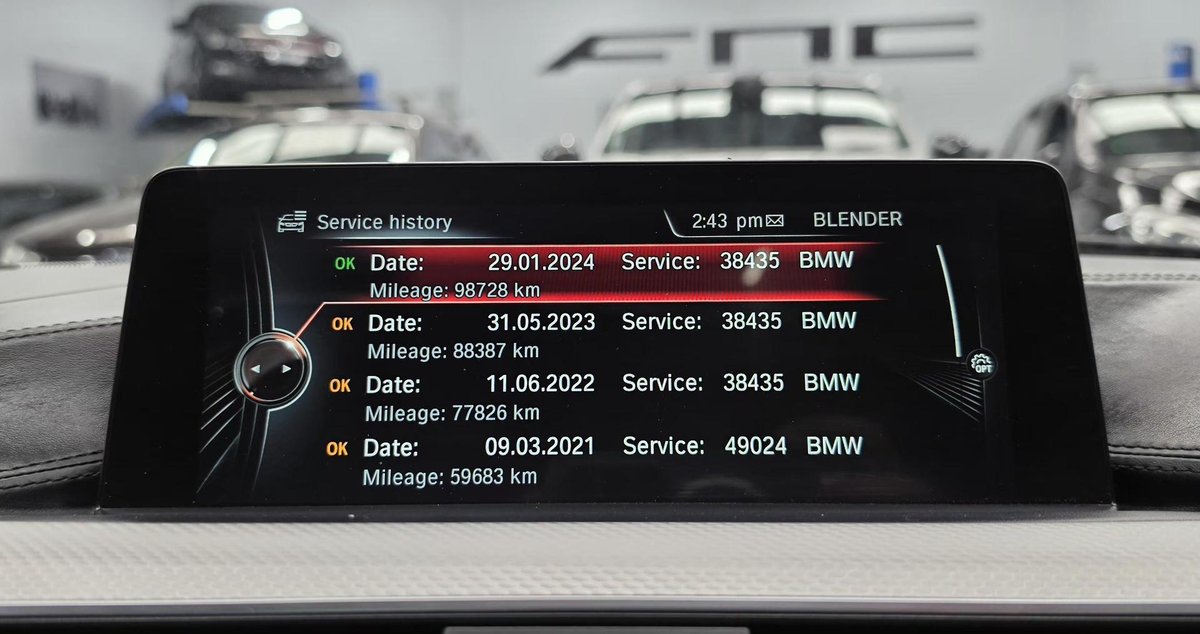 FNC
Service history 2:43 pm BLENDER
OK Date: 29.01.2024 Service: 38435 BMW
Mileage: 98728 km
OK Date: 31.05.2023 Service: 38435 BMW
Mileage: 88387 km
OPT
OK Date: 11.06.2022 Service: 38435 BMW
Mileage: 77826 km
OK Date: 09.03.2021 Service: 49024 BMW
Mileage: 59683 km